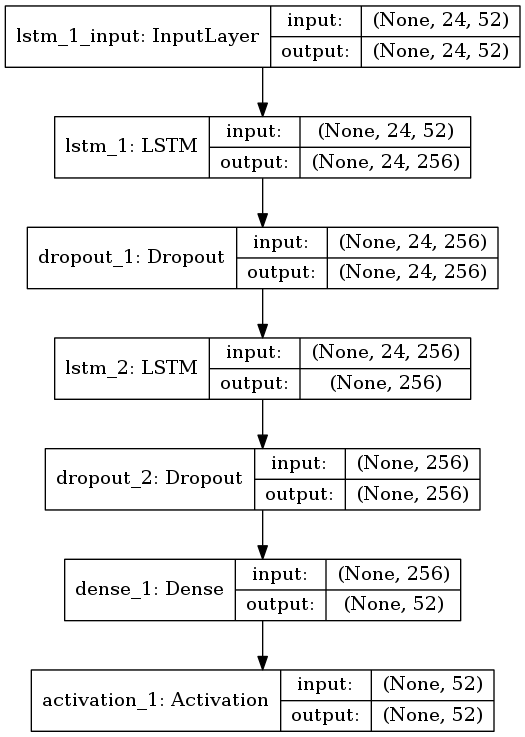 lstm_1_input: InputLayer
input: (None, 24, 52)
output: (None, 24, 52)
lstm_1: LSTM
input: (None, 24, 52)
output: (None, 24, 256)
dropout_1: Dropout
input: (None, 24, 256)
output: (None, 24, 256)
lstm_2: LSTM
input: (None, 24, 256)
output: (None, 256)
dropout_2: Dropout
input: (None, 256)
output: (None, 256)
dense_1: Dense
input: (None, 256)
output: (None, 52)
activation_1: Activation
input: (None, 52)
output: (None, 52)